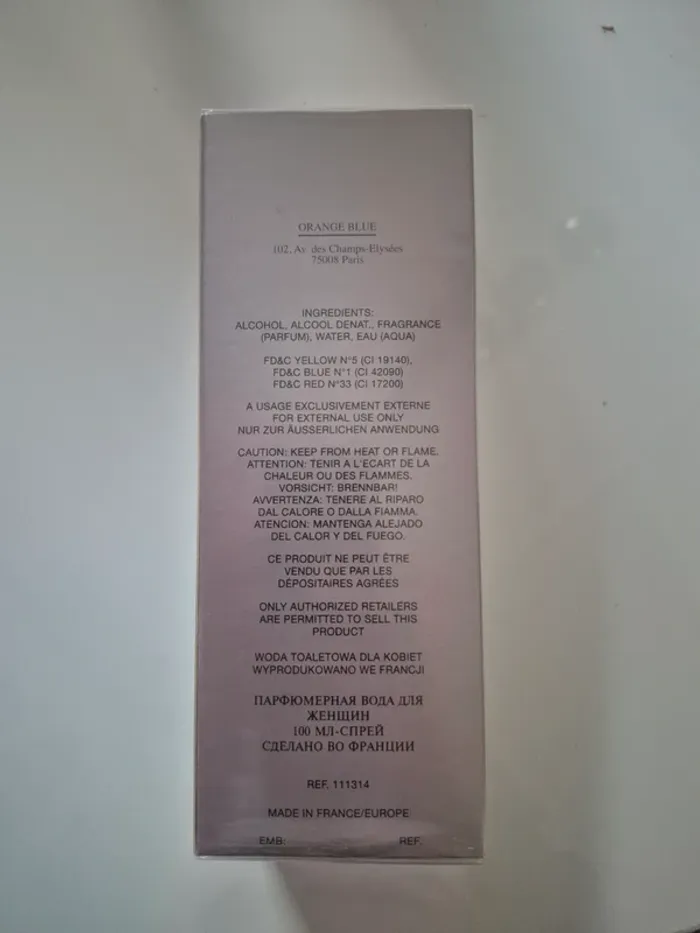 ORANGE BLUE
102, Av. des Champs-Elysées
75008 Paris
INGREDIENTS:
ALCOHOL, ALCOOL DENAT., FRAGRANCE
(PARFUM), WATER, EAU (AQUA)
FD&C YELLOW N°5 (CI 19140),
FD&C BLUE N°1 (CI 42090)
FD&C RED N°33 (CI 17200)
A USAGE EXCLUSIVEMENT EXTERNE
FOR EXTERNAL USE ONLY
NUR ZUR ÄUSSERLICHEN ANWENDUNG
CAUTION: KEEP FROM HEAT OR FLAME.
ATTENTION: TENIR A L'ECART DE LA
CHALEUR OU DES FLAMMES.
VORSICHT: BRENNBAR!
AVVERTENZA: TENERE AL RIPARO
DAL CALORE O DALLA FIAMMA.
ATENCION: MANTENGA ALEJADO
DEL CALOR Y DEL FUEGO.
CE PRODUIT NE PEUT ÊTRE
VENDU QUE PAR LES
DÉPOSITAIRES AGRÉES
ONLY AUTHORIZED RETAILERS
ARE PERMITTED TO SELL THIS
PRODUCT
WODA TOALETOWA DLA KOBIET
WYPRODUKOWANO WE FRANCJI
ПАРФЮМЕРНАЯ ВОДА ДЛЯ
ЖЕНЩИН
100 МЛ-СПРЕЙ
СДЕЛАНО ВО ФРАНЦИИ
REF. 111314
MADE IN FRANCE/EUROPE
EMB: REF.